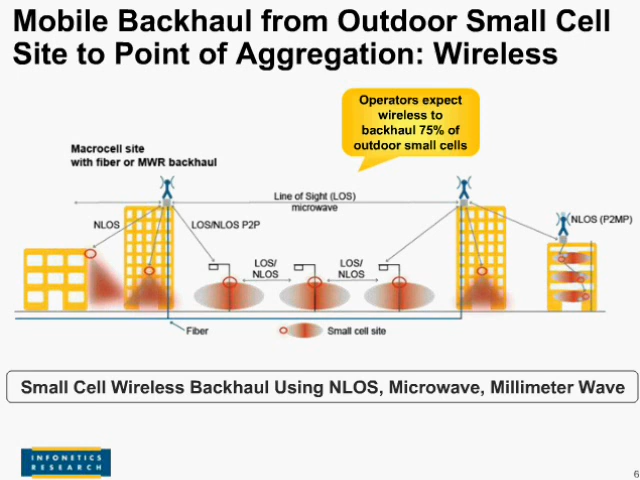 Mobile Backhaul from Outdoor Small Cell
Site to Point of Aggregation: Wireless
Operators expect
wireless to
backhaul 75% of
outdoor small cells
Macrocell site
with fiber or MWR backhaul
Line of Sight (LOS)
microwave
NLOS
LOS/NLOS P2P
NLOS (P2MP)
LOS/
NLOS
LOS/
NLOS
Fiber
Small cell site
Small Cell Wireless Backhaul Using NLOS, Microwave, Millimeter Wave
INFONETICS
RESEARCH
6